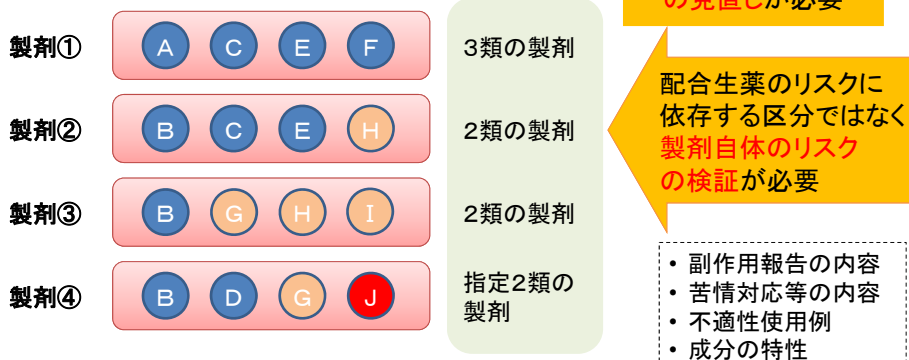 の見直しが必要
製剤① A C E F 3類の製剤
製剤② B C E H 2類の製剤
製剤③ B G H I 2類の製剤
製剤④ B D G J 指定2類の
製剤
配合生薬のリスクに
依存する区分ではなく
製剤自体のリスク
の検証が必要
• 副作用報告の内容
• 苦情対応等の内容
• 不適性使用例
• 成分の特性